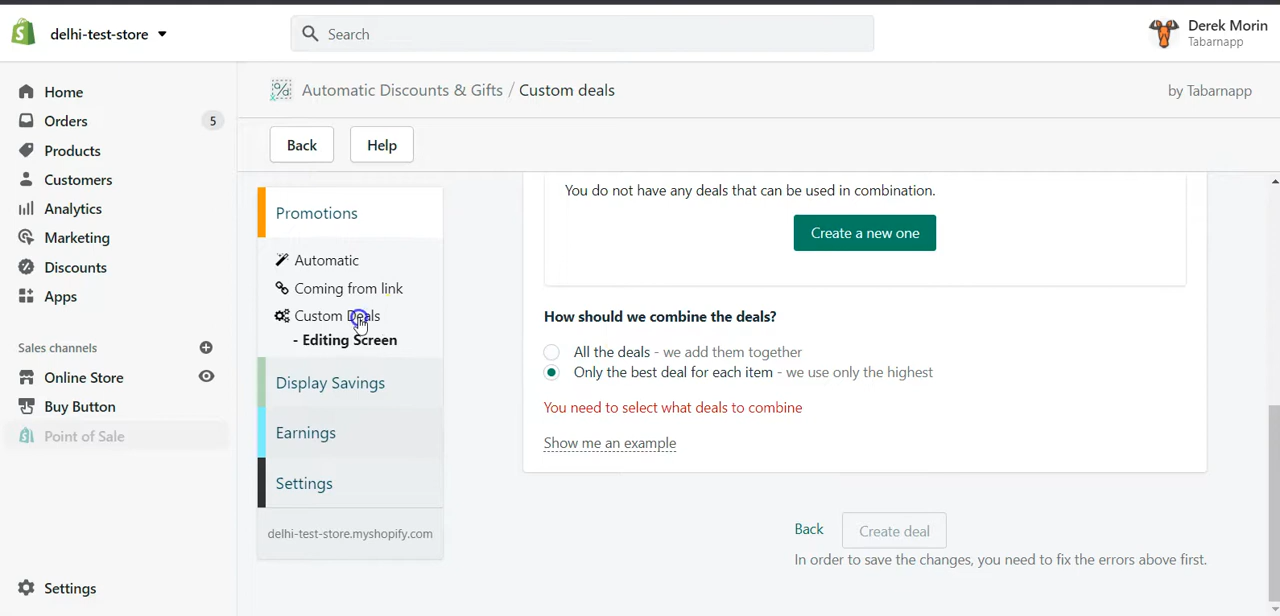 delhi-test-store
Search
Derek Morin
Tabarnapp
Home
Orders 5
Products
Customers
Analytics
Marketing
Discounts
Apps
Sales channels
Online Store
Buy Button
Point of Sale
Settings
Automatic Discounts & Gifts / Custom deals
by Tabarnapp
Back
Help
Promotions
Automatic
Coming from link
Custom Deals
- Editing Screen
Display Savings
Earnings
Settings
delhi-test-store.myshopify.com
You do not have any deals that can be used in combination.
Create a new one
How should we combine the deals?
All the deals - we add them together
Only the best deal for each item - we use only the highest
You need to select what deals to combine
Show me an example
Back
Create deal
In order to save the changes, you need to fix the errors above first.